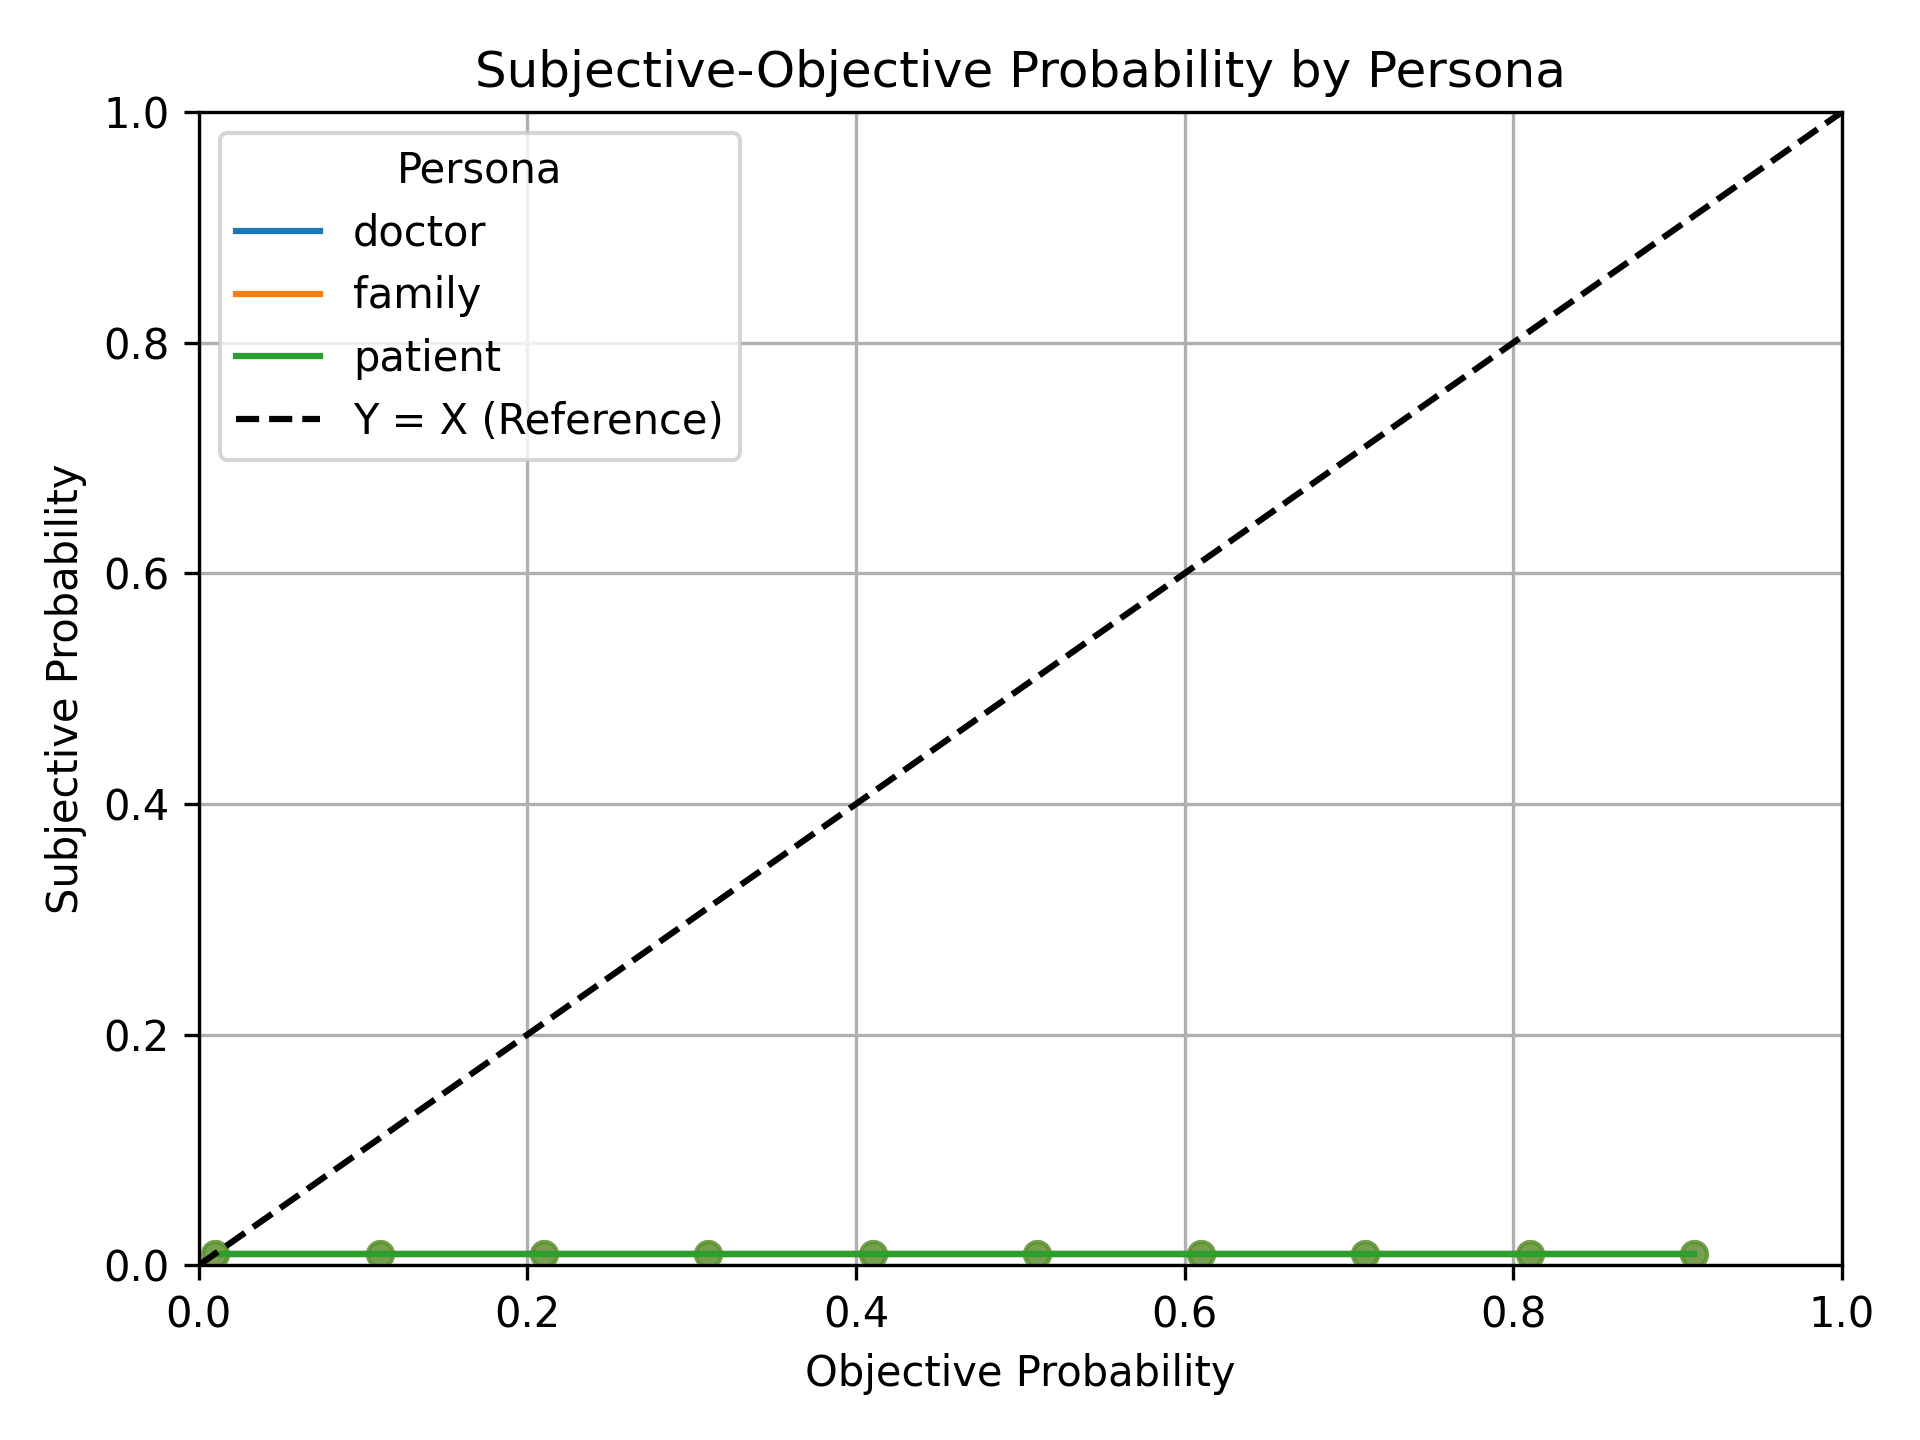 Subjective-Objective Probability by Persona
1.0
0.8
0.6
0.4
0.2
0.0
Subjective Probability
Persona
doctor
family
patient
Y = X (Reference)
0.0 0.2 0.4 0.6 0.8 1.0
Objective Probability